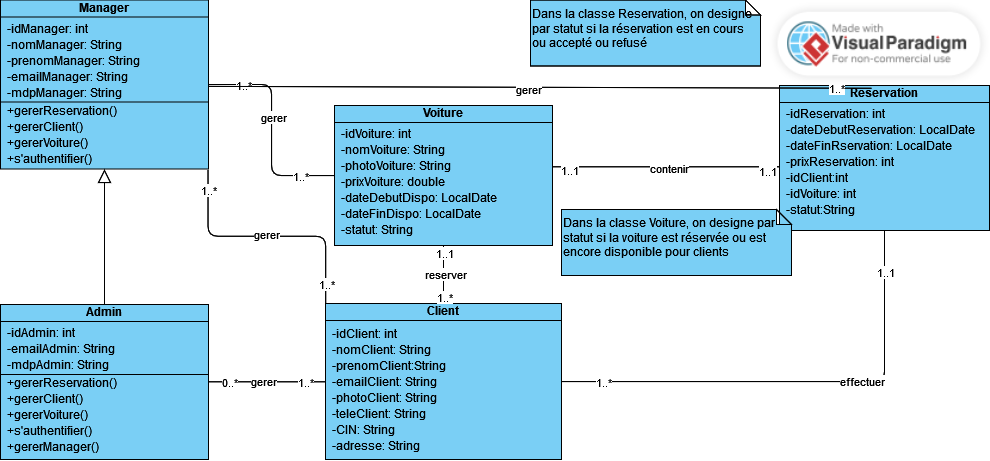 Manager
-idManager: int
-nomManager: String
-prenomManager: String
-emailManager: String
-mdpManager: String
+gererReservation()
+gererClient()
+gererVoiture()
+s'authentifier()
Dans la classe Reservation, on designe
par statut si la réservation est en cours
ou accepté ou refusé
Made with
VisualParadigm
For non-commercial use
1..*
gerer
1..*
gerer
1..*
Voiture
-idVoiture: int
-nomVoiture: String
-photoVoiture: String
-prixVoiture: double
-dateDebutDispo: LocalDate
-dateFinDispo: LocalDate
-statut: String
1..1
contenir
1..1
Reservation
-idReservation: int
-dateDebutReservation: LocalDate
-dateFinRservation: LocalDate
-prixReservation: int
-idClient:int
-idVoiture: int
-statut:String
Dans la classe Voiture, on designe par
statut si la voiture est réservée ou est
encore disponible pour clients
1..*
gerer
1..*
1..1
reserver
1..*
1..1
effectuer
1..*
Admin
-idAdmin: int
-emailAdmin: String
-mdpAdmin: String
+gererReservation()
+gererClient()
+gererVoiture()
+s'authentifier()
+gererManager()
0..*
gerer
1..*
Client
-idClient: int
-nomClient: String
-prenomClient:String
-emailClient: String
-photoClient: String
-teleClient: String
-CIN: String
-adresse: String